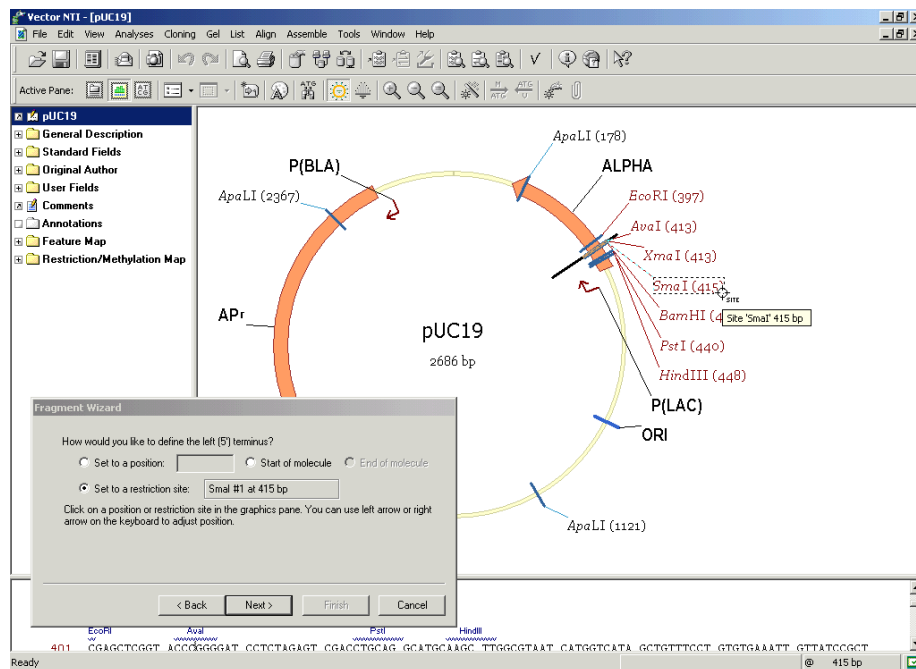 Vector NTI - [pUC19]
File Edit View Analyses Cloning Gel List Align Assemble Tools Window Help
Active Pane:
pUC19
General Description
Standard Fields
Original Author
User Fields
Comments
Annotations
Feature Map
Restriction/Methylation Map
ApaLI (178)
P(BLA)
ALPHA
ApaLI (2367)
EcoRI (397)
AvaI (413)
XmaI (413)
SmaI (415)
SITE
BamHI (4
Site 'SmaI' 415 bp
APr
pUC19
2686 bp
PstI (440)
HindIII (448)
P(LAC)
ORI
ApaLI (1121)
Fragment Wizard
How would you like to define the left (5') terminus?
Set to a position: Start of molecule End of molecule
Set to a restriction site: SmaI #1 at 415 bp
Click on a position or restriction site in the graphics pane. You can use left arrow or right
arrow on the keyboard to adjust position.
< Back Next > Finish Cancel
EcoRI AvaI PstI HindIII
401 CGAGCTCGGT ACCCGGGGAT CCTCTAGAGT CGACCTGCAG GCATGCAAGC TTGGCGTAAT CATGGTCATA GCTGTTTCCT GTGTGAAATT GTTATCCGCT
Ready @ 415 bp